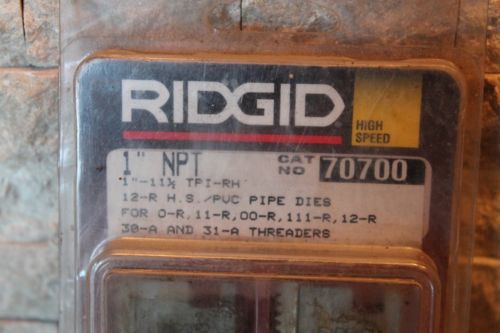 RIDGID
HIGH
SPEED
1" NPT
CAT
NO
70700
1"-11½ TPI-RH
12-R H.S./PVC PIPE DIES
FOR O-R,11-R,OO-R,111-R,12-R
30-A AND 31-A THREADERS